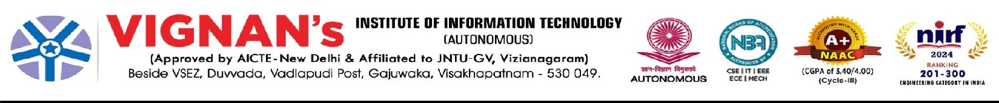 VIGNAN's
INSTITUTE OF INFORMATION TECHNOLOGY
(AUTONOMOUS)
(Approved by AICTE-New Delhi & Affiliated to JNTU-GV, Vizianagaram)
Beside VSEZ, Duvvada, Vadlapudi Post, Gajuwaka, Visakhapatnam - 530 049.
ज्ञान-विज्ञान विमुक्तये
AUTONOMOUS
NATIONAL BOARD OF ACCREDITATION
NBA
ACCREDITED BY
CSE | IT | EEE
ECE | MECH
ACCREDITED WITH GRADE
A+
NAAC
(CGPA of 3.40/4.00)
(Cycle-III)
nirf
2024
RANKING
201-300
ENGINEERING CATEGORY IN INDIA